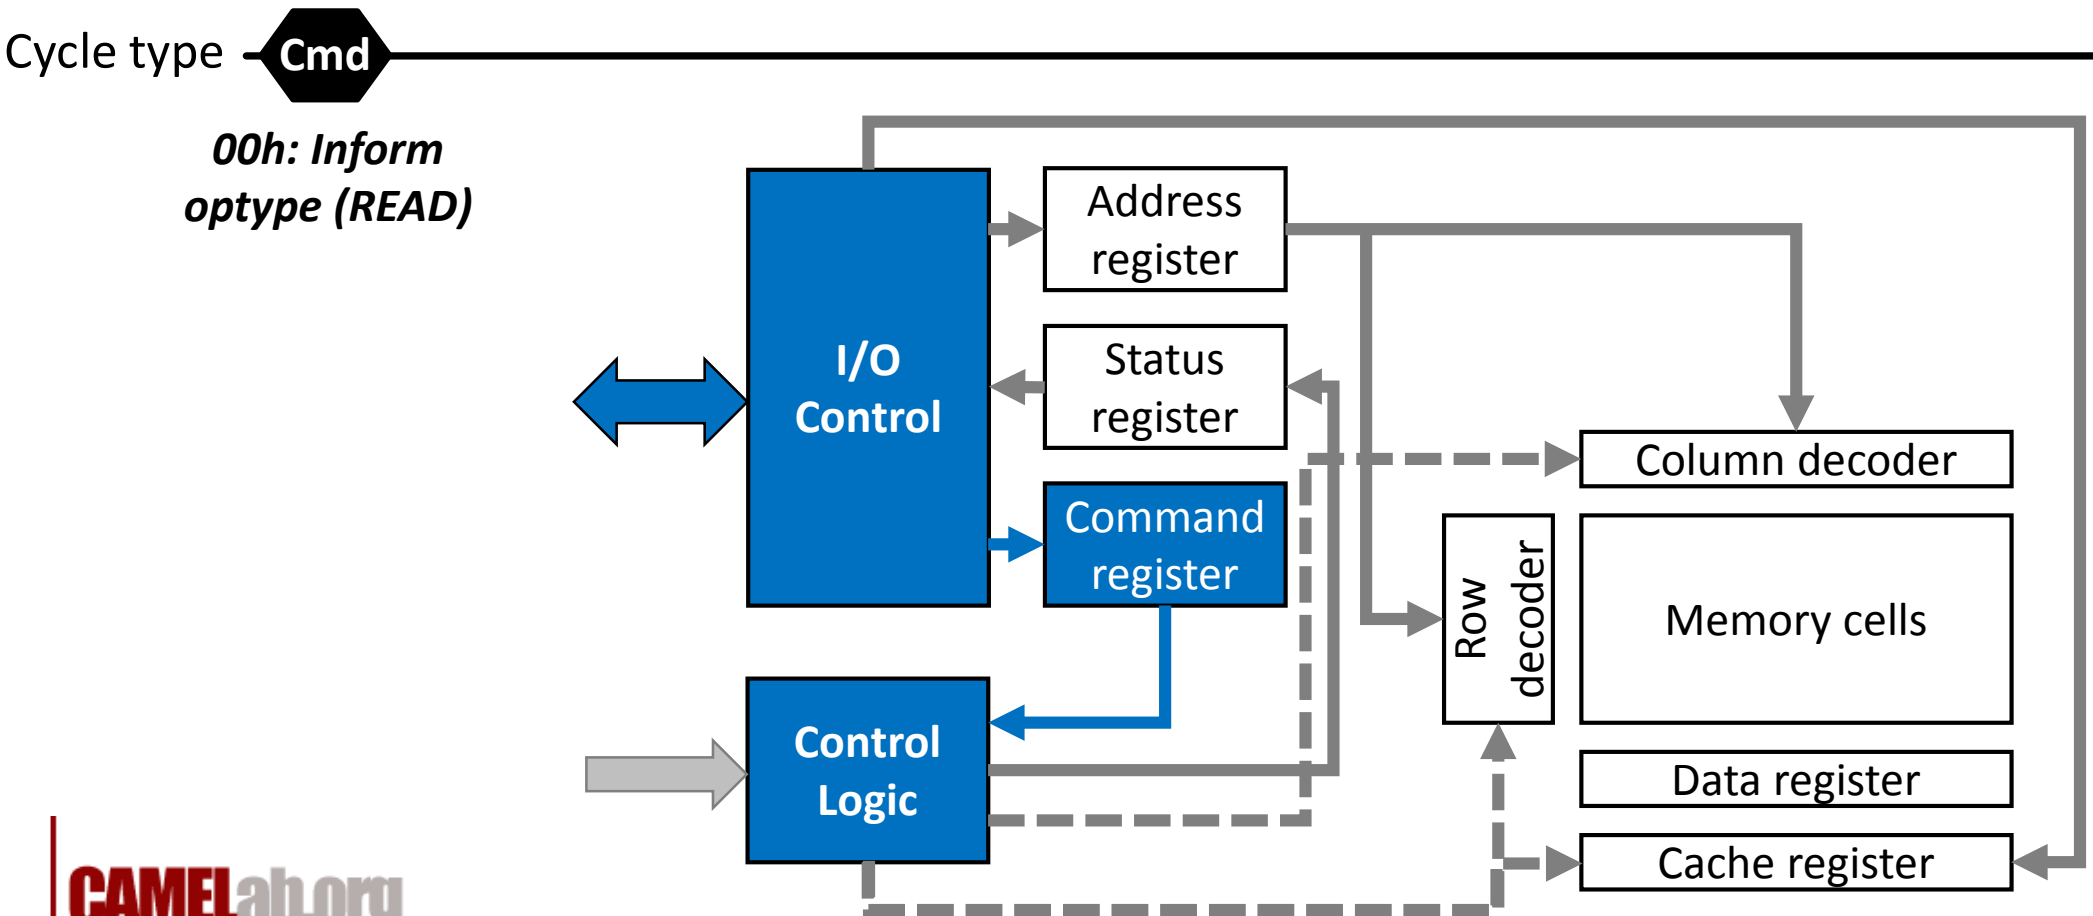 Cycle type
Cmd
00h: Inform
optype (READ)
Address
register
I/O
Control
Status
register
Column decoder
Command
register
Row
decoder
Memory cells
Control
Logic
Data register
Cache register
CAMELab.org